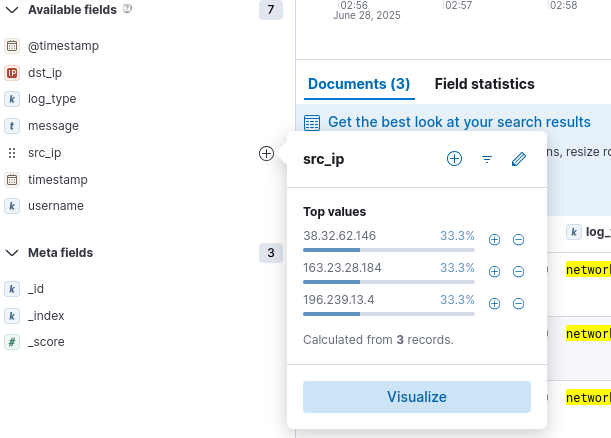 Available fields
7
@timestamp
dst_ip
log_type
message
src_ip
timestamp
username
Meta fields
3
_id
_index
_score
02:56
02:57
02:58
June 28, 2025
Documents (3)
Field statistics
Get the best look at your search results
ns, resize
src_ip
Top values
38.32.62.146
33.3%
163.23.28.184
33.3%
196.239.13.4
33.3%
Calculated from 3 records.
Visualize
k
log_
networ
networ
networ